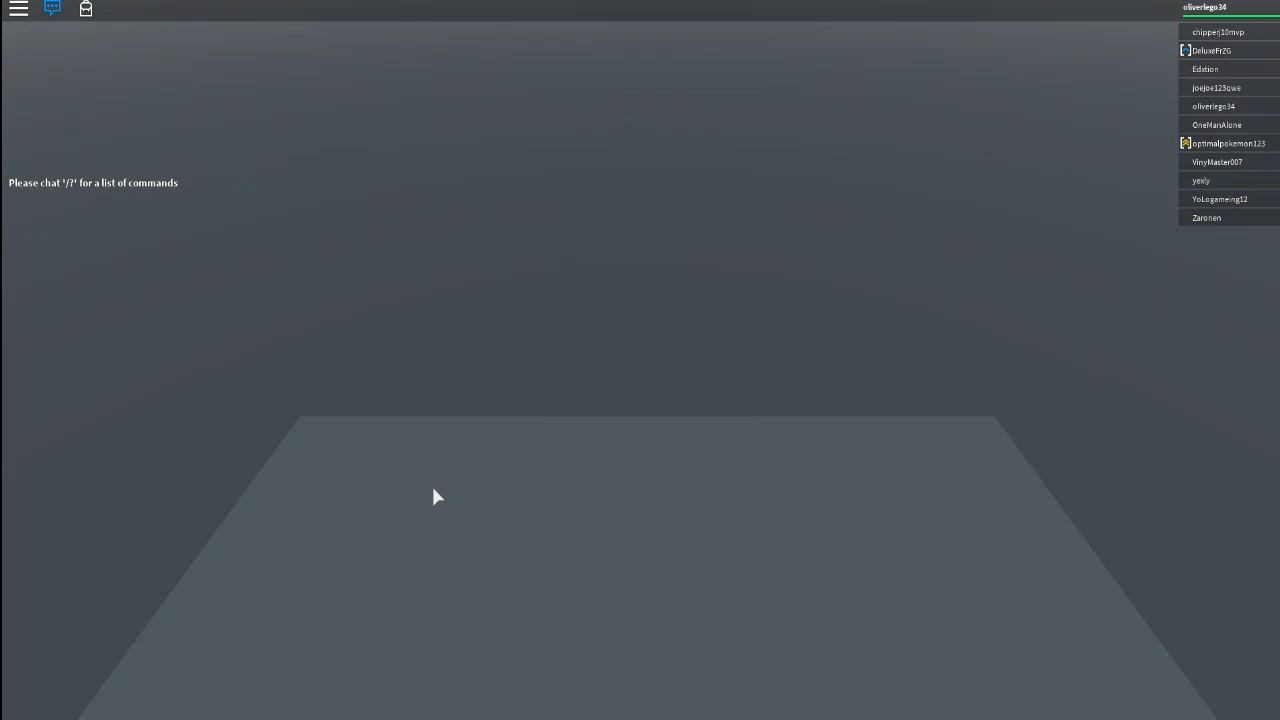 oliverlego34
chipperj10mvp
DeluxeFrZG
Edxtion
joejoe123qwe
oliverlego34
OneManAlone
optimalpokemon123
VinyMaster007
yexly
YoLogameing12
Zaronen
Please chat '/?' for a list of commands